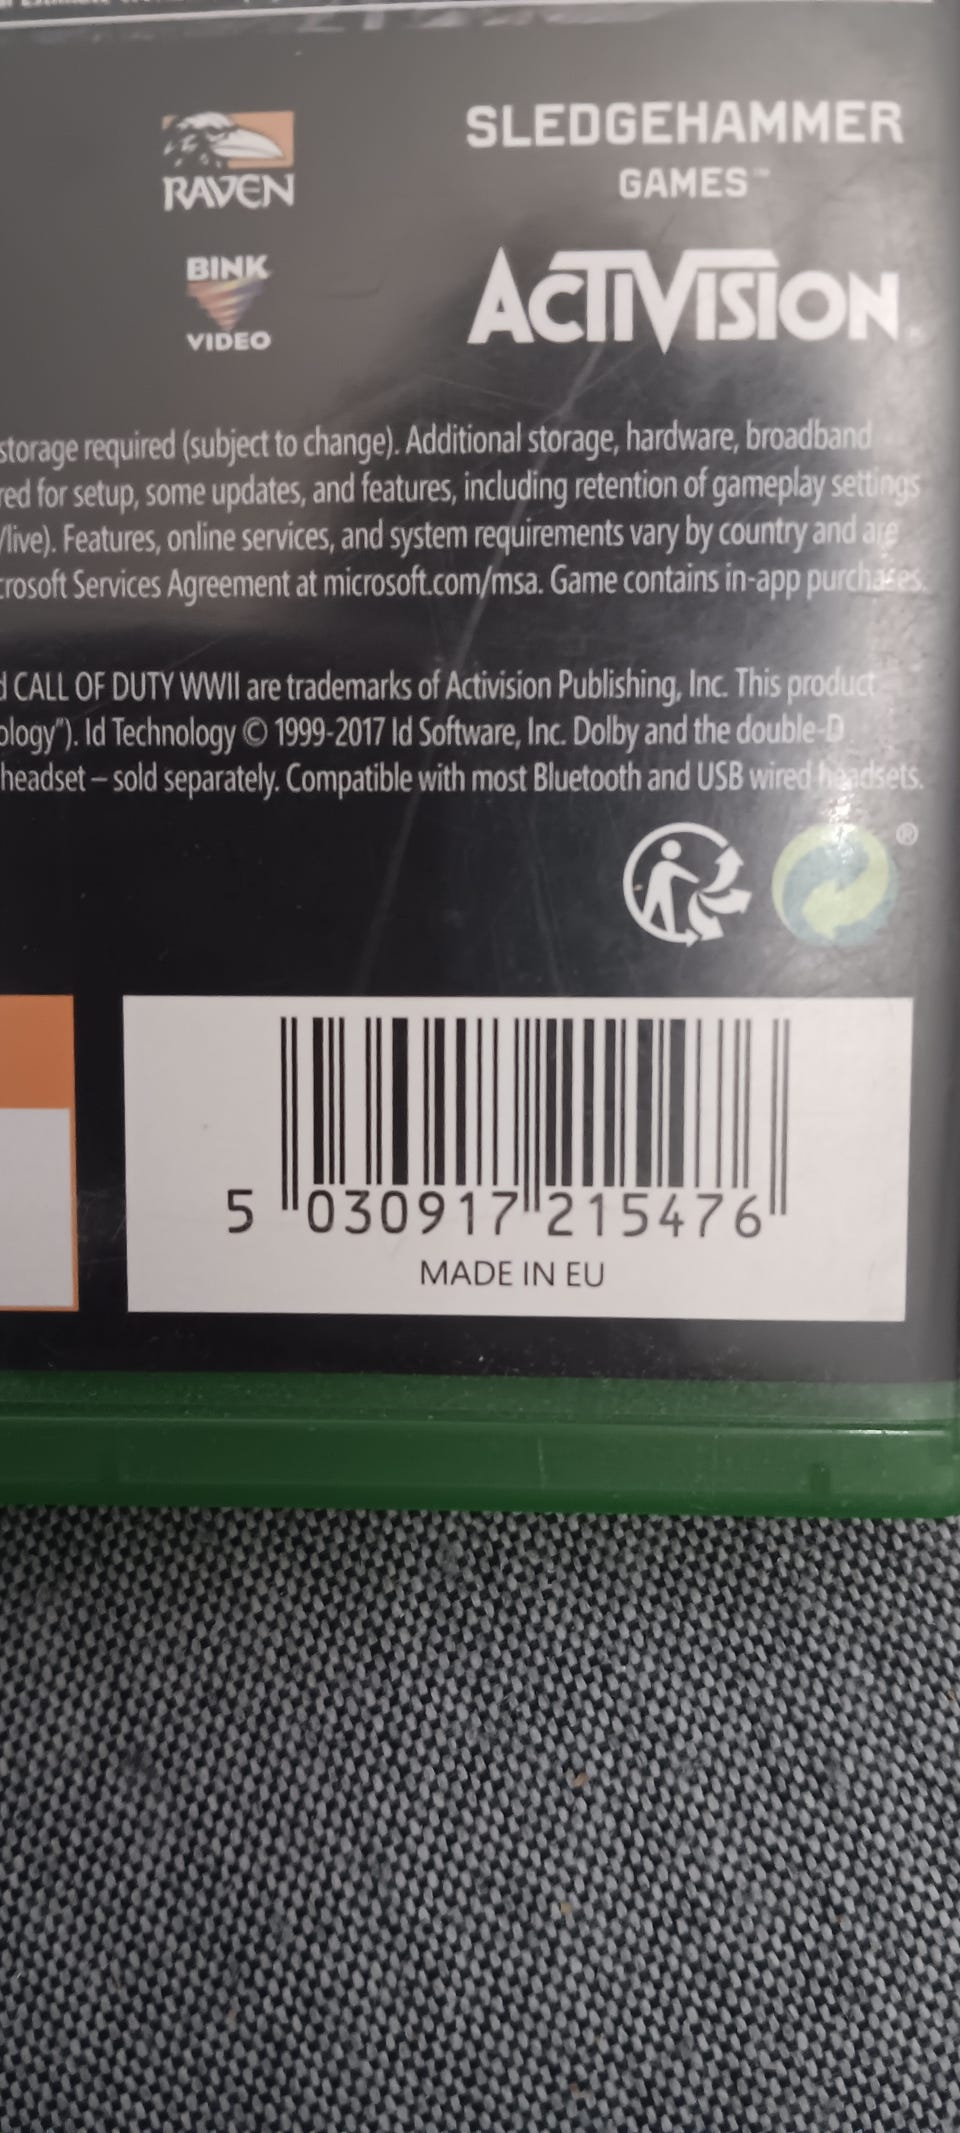 RAVEN
SLEDGEHAMMER
GAMES™
BINK
VIDEO
ACTIVISION
storage required (subject to change). Additional storage, hardware, broadband
red for setup, some updates, and features, including retention of gameplay settings
/live). Features, online services, and system requirements vary by country and are
crosoft Services Agreement at microsoft.com/msa. Game contains in-app purchases.
d CALL OF DUTY WWII are trademarks of Activision Publishing, Inc. This product
ology"). Id Technology © 1999-2017 Id Software, Inc. Dolby and the double-D
headset – sold separately. Compatible with most Bluetooth and USB wired headsets.
®
5 030917 215476
MADE IN EU